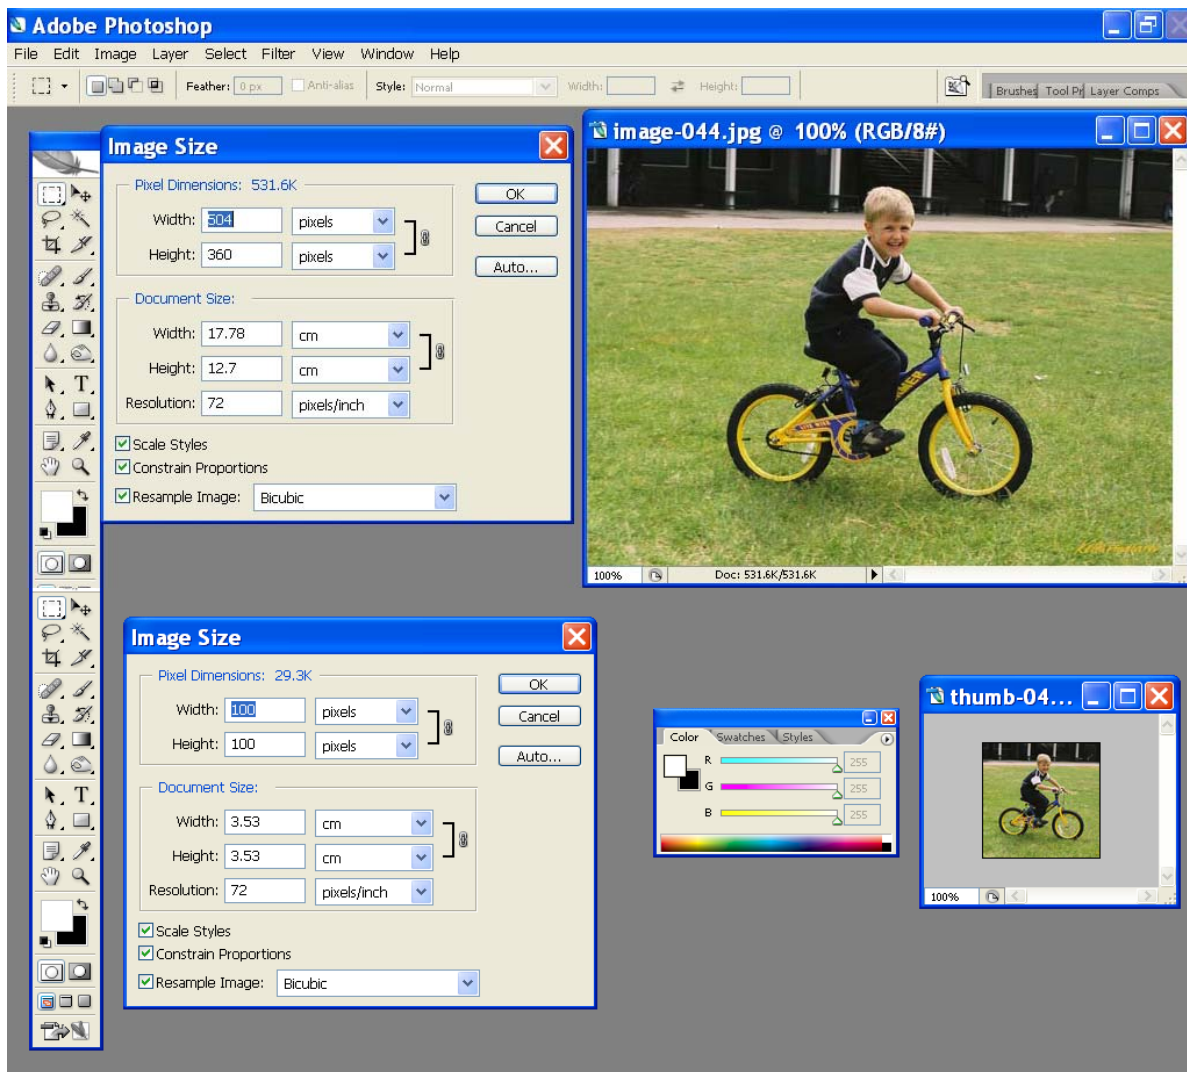 Adobe Photoshop
File Edit Image Layer Select Filter View Window Help
Feather: 0 px Anti-alias Style: Normal Width: Height: Brushes Tool Pr Layer Comps
Image Size
Pixel Dimensions: 531.6K
Width: 504 pixels
Height: 360 pixels
Document Size:
Width: 17.78 cm
Height: 12.7 cm
Resolution: 72 pixels/inch
Scale Styles
Constrain Proportions
Resample Image: Bicubic
OK
Cancel
Auto...
image-044.jpg @ 100% (RGB/8#)
100% Doc: 531.6K/531.6K
Image Size
Pixel Dimensions: 29.3K
Width: 100 pixels
Height: 100 pixels
Document Size:
Width: 3.53 cm
Height: 3.53 cm
Resolution: 72 pixels/inch
Scale Styles
Constrain Proportions
Resample Image: Bicubic
OK
Cancel
Auto...
Color Swatches Styles
R 255
G 255
B 255
thumb-04...
100%